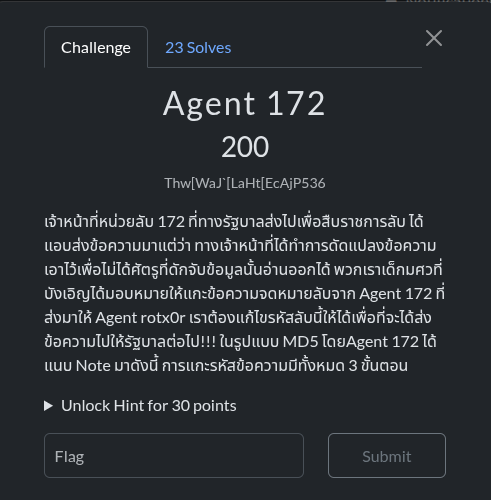 Challenge
23 Solves
Agent 172
200
Thw[WaJ`[LaHt[EcAjP536
เจ้าหน้าที่หน่วยลับ 172 ที่ทางรัฐบาลส่งไปเพื่อสืบราชการลับ ได้
แอบส่งข้อความมาแต่ว่า ทางเจ้าหน้าที่ได้ทำการดัดแปลงข้อความ
เอาไว้เพื่อไม่ได้ศัตรูที่ดักจับข้อมูลนั้นอ่านออกได้ พวกเราเด็กมศวที่
บังเอิญได้มอบหมายให้แกะข้อความจดหมายลับจาก Agent 172 ที่
ส่งมาให้ Agent rotx0r เราต้องแก้ไขรหัสลับนี้ให้ได้เพื่อที่จะได้ส่ง
ข้อความไปให้รัฐบาลต่อไป!!! ในรูปแบบ MD5 โดยAgent 172 ได้
แนบ Note มาดังนี้ การแกะรหัสข้อความมีทั้งหมด 3 ขั้นตอน
Unlock Hint for 30 points
Flag
Submit